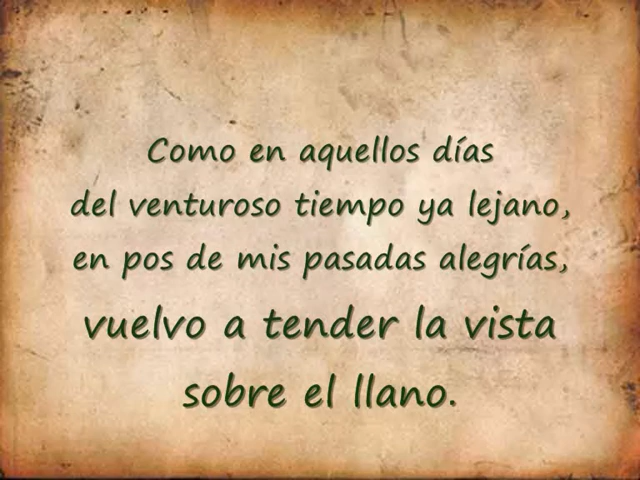 Como en aquellos días
del venturoso tiempo ya lejano,
en pos de mis pasadas alegrías,
vuelvo a tender la vista
sobre el llano.